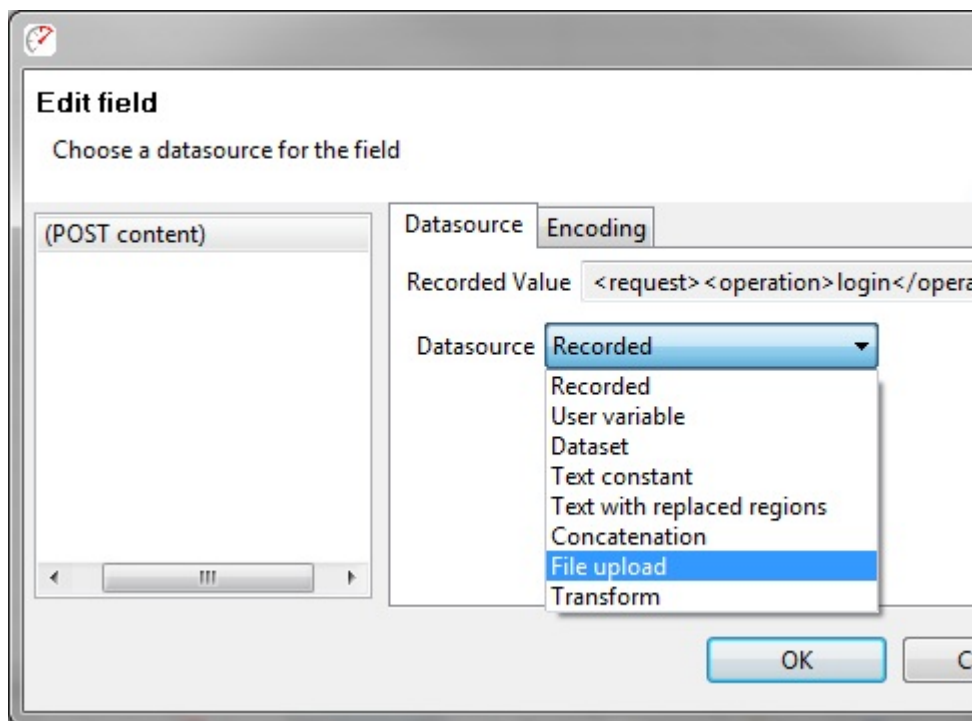 Edit field
Choose a datasource for the field
(POST content)
Datasource Encoding
Recorded Value <request><operation>login</opera
Datasource Recorded
Recorded
User variable
Dataset
Text constant
Text with replaced regions
Concatenation
File upload
Transform
OK C